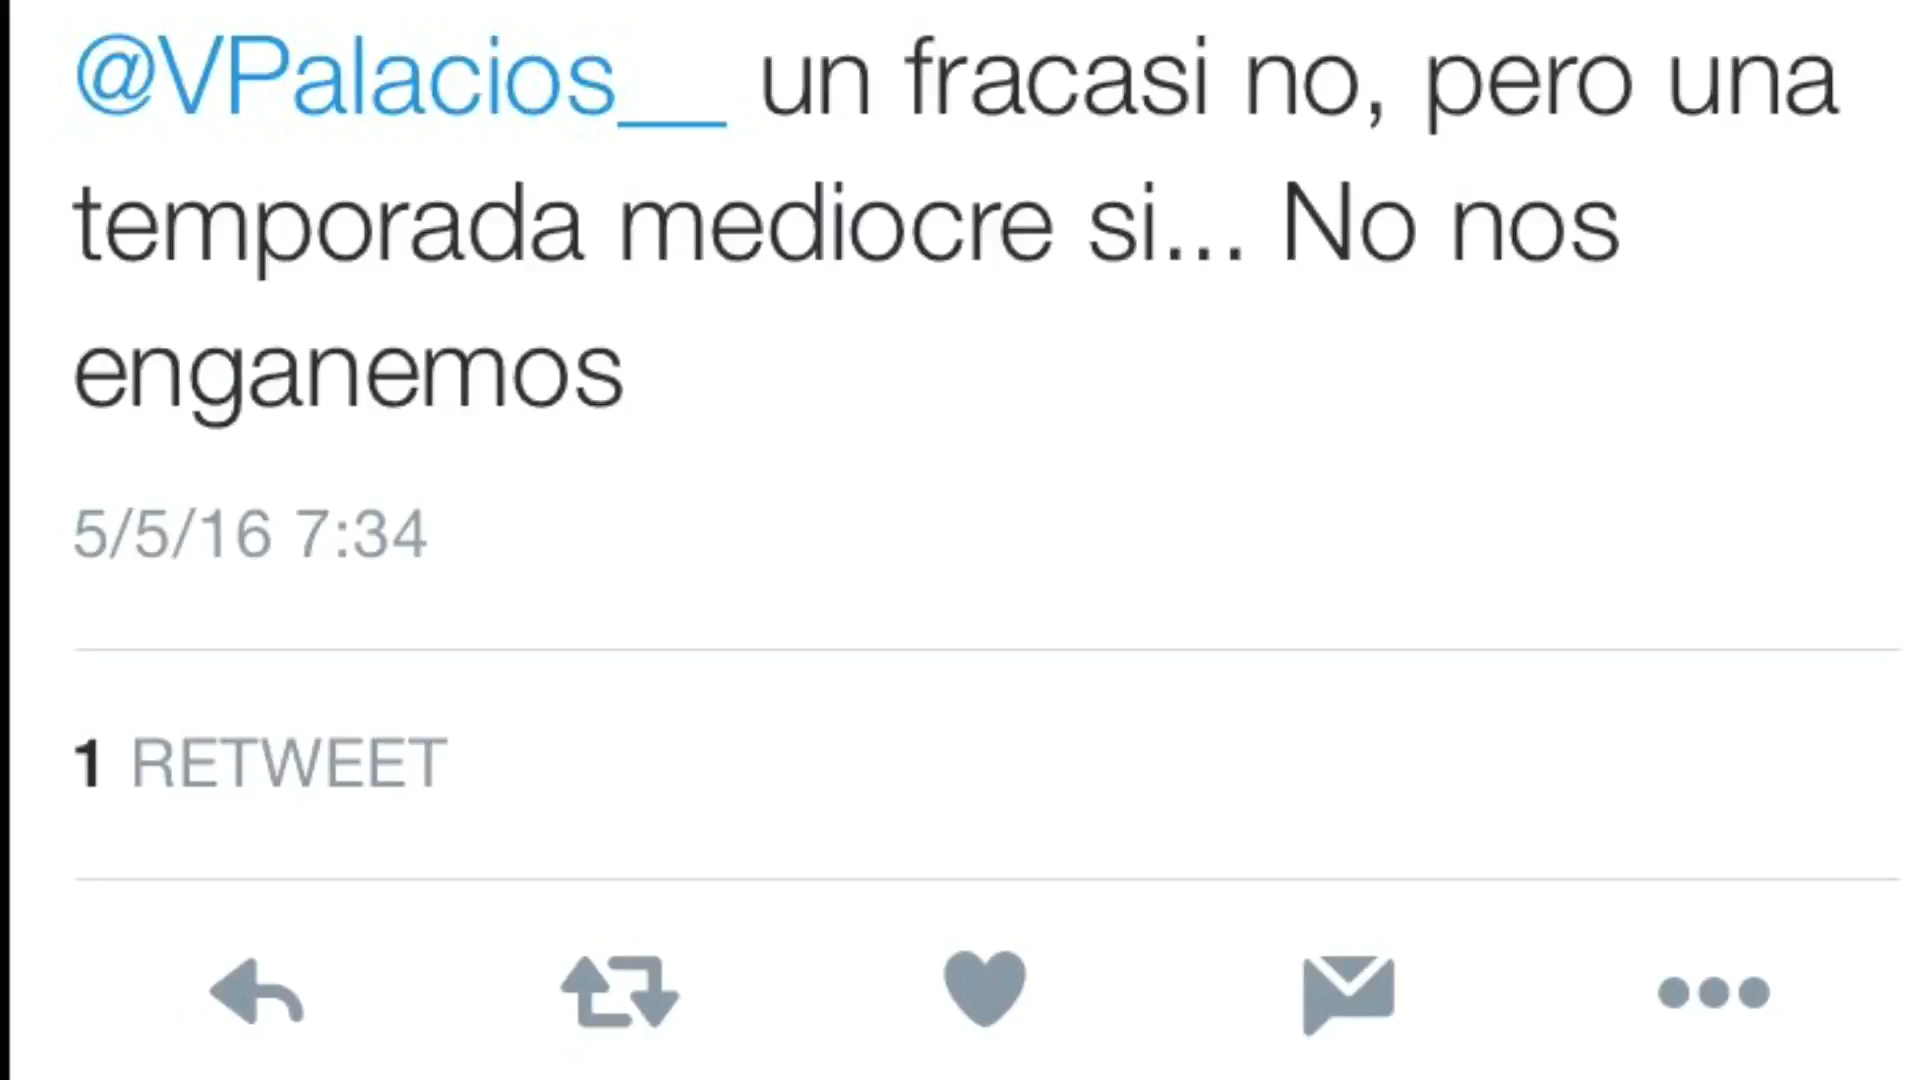 @VPalacios__ un fracasi no, pero una
temporada mediocre si... No nos
enganemos
5/5/16 7:34
1 RETWEET